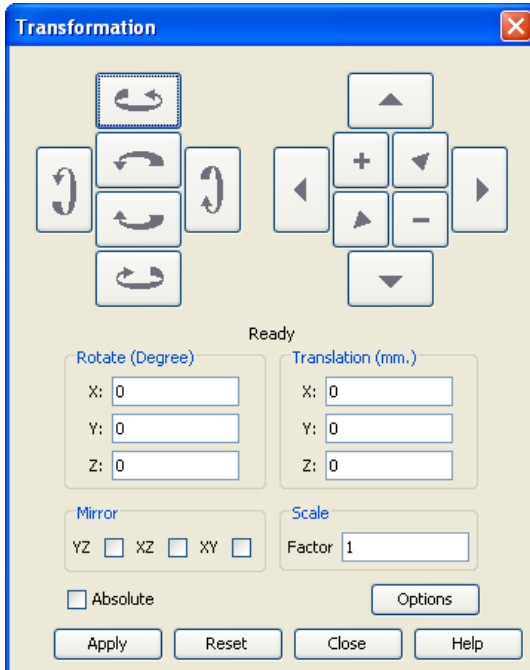 Transformation
Ready
Rotate (Degree) Translation (mm.)
X: 0 X: 0
Y: 0 Y: 0
Z: 0 Z: 0
Mirror Scale
YZ XZ XY Factor 1
Absolute Options
Apply Reset Close Help